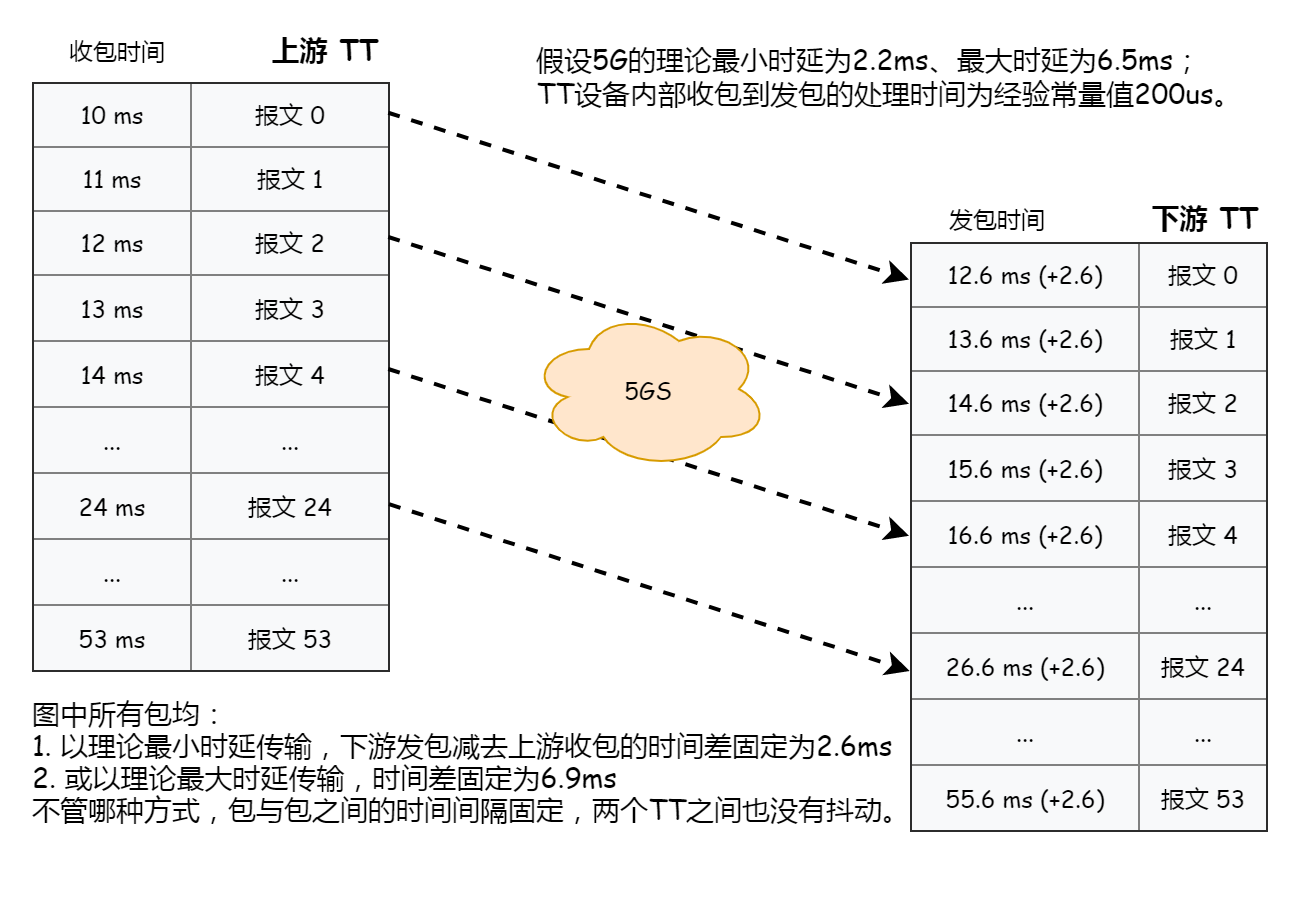 收包时间 上游 TT
假设5G的理论最小时延为2.2ms、最大时延为6.5ms；
TT设备内部收包到发包的处理时间为经验常量值200us。
10 ms 报文 0
11 ms 报文 1
12 ms 报文 2
13 ms 报文 3
14 ms 报文 4
... ...
24 ms 报文 24
... ...
53 ms 报文 53
5GS
发包时间 下游 TT
12.6 ms (+2.6) 报文 0
13.6 ms (+2.6) 报文 1
14.6 ms (+2.6) 报文 2
15.6 ms (+2.6) 报文 3
16.6 ms (+2.6) 报文 4
... ...
26.6 ms (+2.6) 报文 24
... ...
55.6 ms (+2.6) 报文 53
图中所有包均：
1. 以理论最小时延传输，下游发包减去上游收包的时间差固定为2.6ms
2. 或以理论最大时延传输，时间差固定为6.9ms
不管哪种方式，包与包之间的时间间隔固定，两个TT之间也没有抖动。